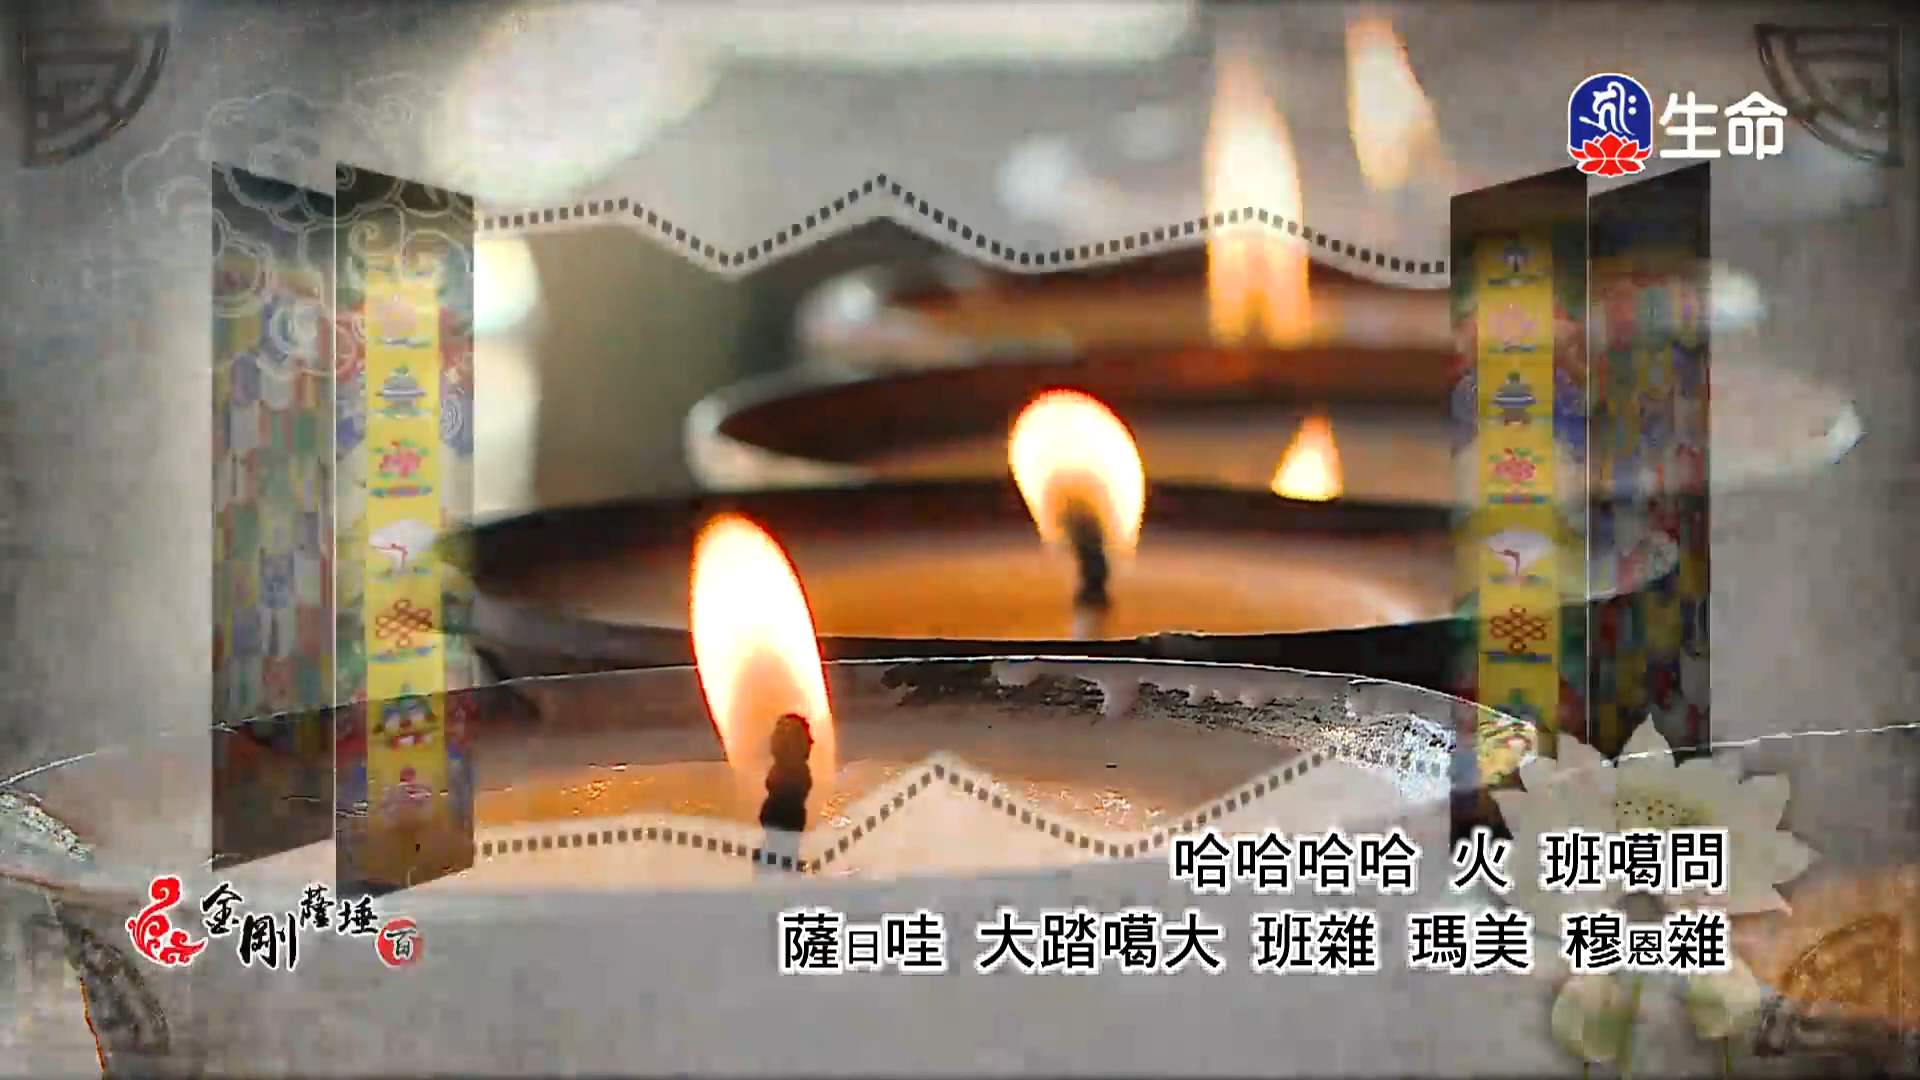 生命
哈哈哈哈 火 班噶問
薩日哇 大踏噶大 班雜 瑪美 穆恩雜
金剛薩埵百